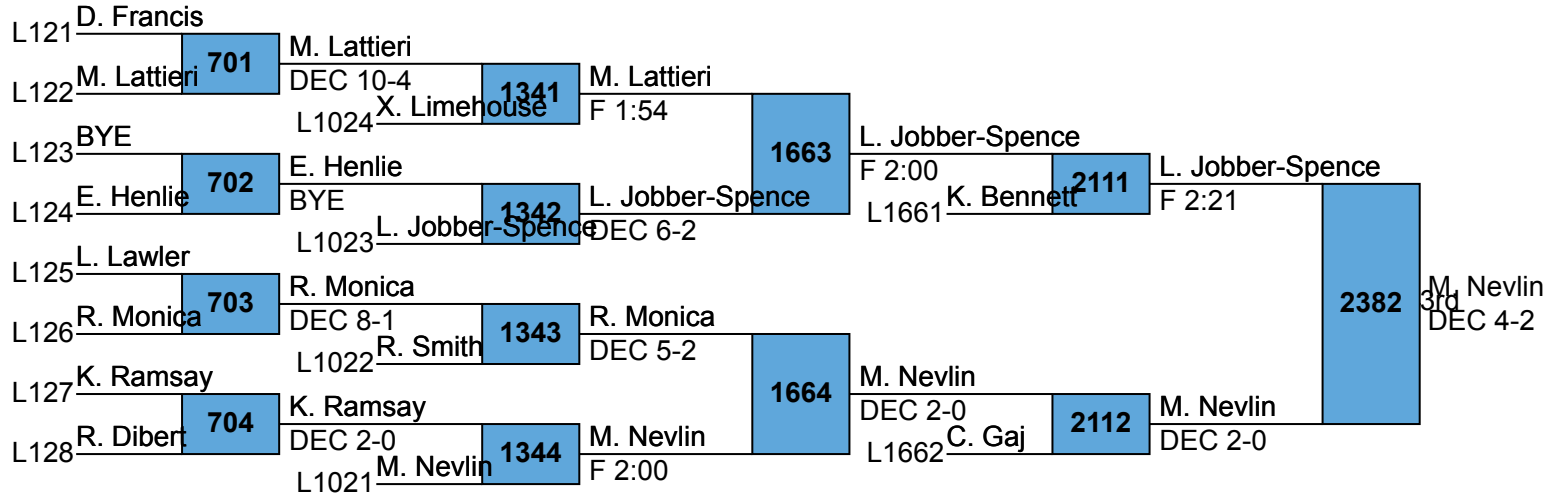 D. Francis
L121
701
M. Lattieri
L122
M. Lattieri
DEC 10-4
1341
X. Limehouse
L1024
M. Lattieri
F 1:54
BYE
L123
702
E. Henlie
L124
E. Henlie
BYE
1342
L. Jobber-Spence
L1023
L. Jobber-Spence
DEC 6-2
1663
L. Jobber-Spence
F 2:00
2111
K. Bennett
L1661
L. Jobber-Spence
F 2:21
L. Lawler
L125
703
R. Monica
L126
R. Monica
DEC 8-1
1343
R. Smith
L1022
R. Monica
DEC 5-2
K. Ramsay
L127
704
R. Dibert
L128
K. Ramsay
DEC 2-0
1344
M. Nevlin
L1021
M. Nevlin
F 2:00
1664
M. Nevlin
DEC 2-0
2112
C. Gaj
L1662
M. Nevlin
DEC 2-0
2382
3rd
M. Nevlin
DEC 4-2